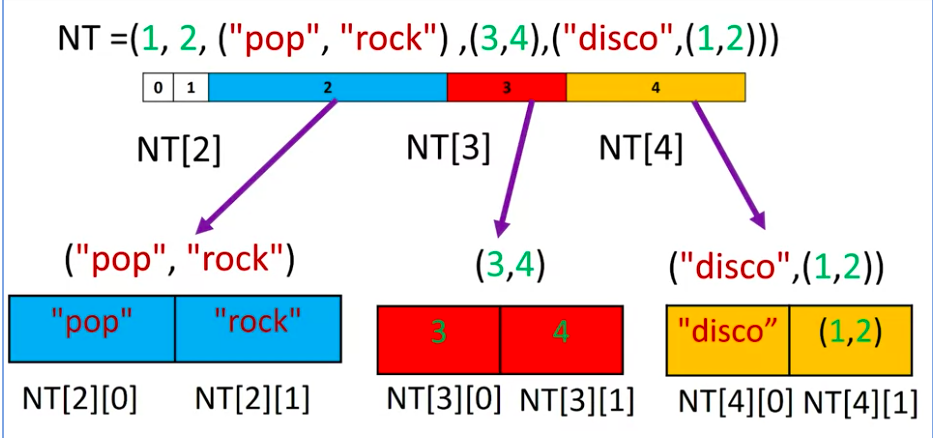 NT =(1, 2, ("pop", "rock") ,(3,4),("disco",(1,2)))
0 1 2 3 4
NT[2] NT[3] NT[4]
("pop", "rock") (3,4) ("disco",(1,2))
"pop" "rock" 3 4 "disco” (1,2)
NT[2][0] NT[2][1] NT[3][0] NT[3][1] NT[4][0] NT[4][1]